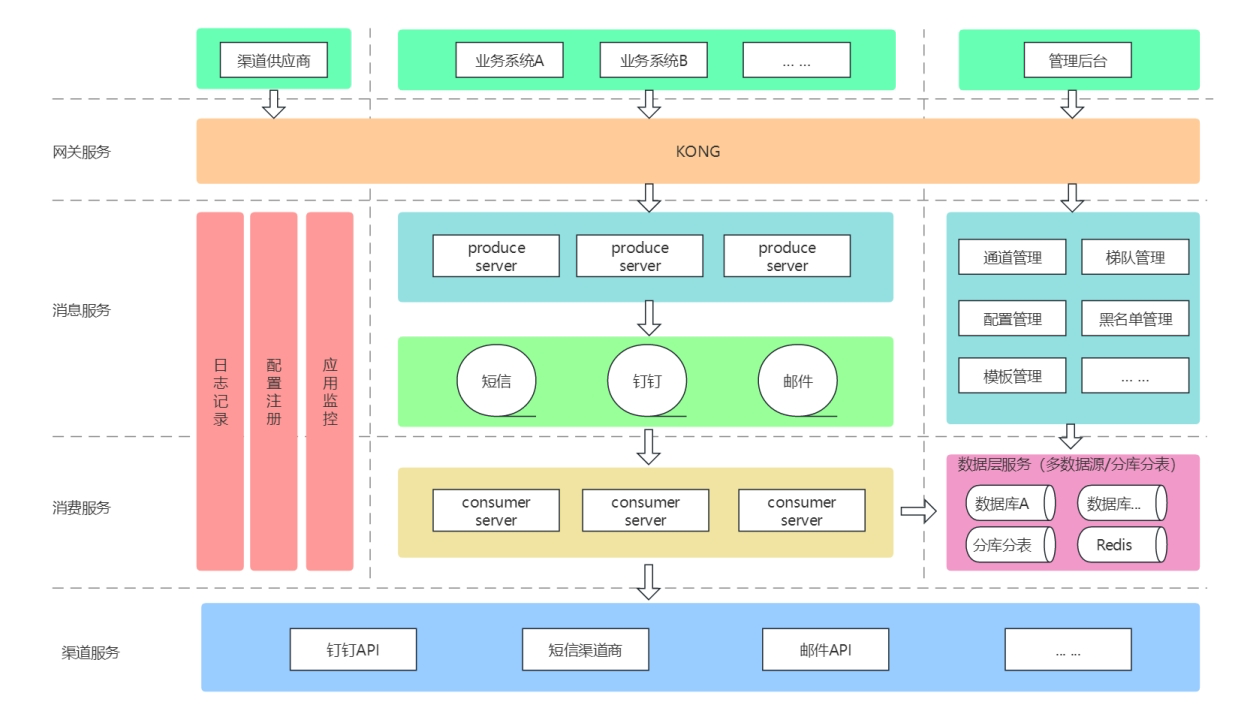 渠道供应商
业务系统A
业务系统B
... ...
管理后台
网关服务
KONG
消息服务
日志记录
配置注册
应用监控
produce
server
produce
server
produce
server
短信
钉钉
邮件
通道管理
梯队管理
配置管理
黑名单管理
模板管理
... ...
消费服务
consumer
server
consumer
server
consumer
server
数据层服务（多数据源/分库分表）
数据库A
数据库...
分库分表
Redis
渠道服务
钉钉API
短信渠道商
邮件API
... ...